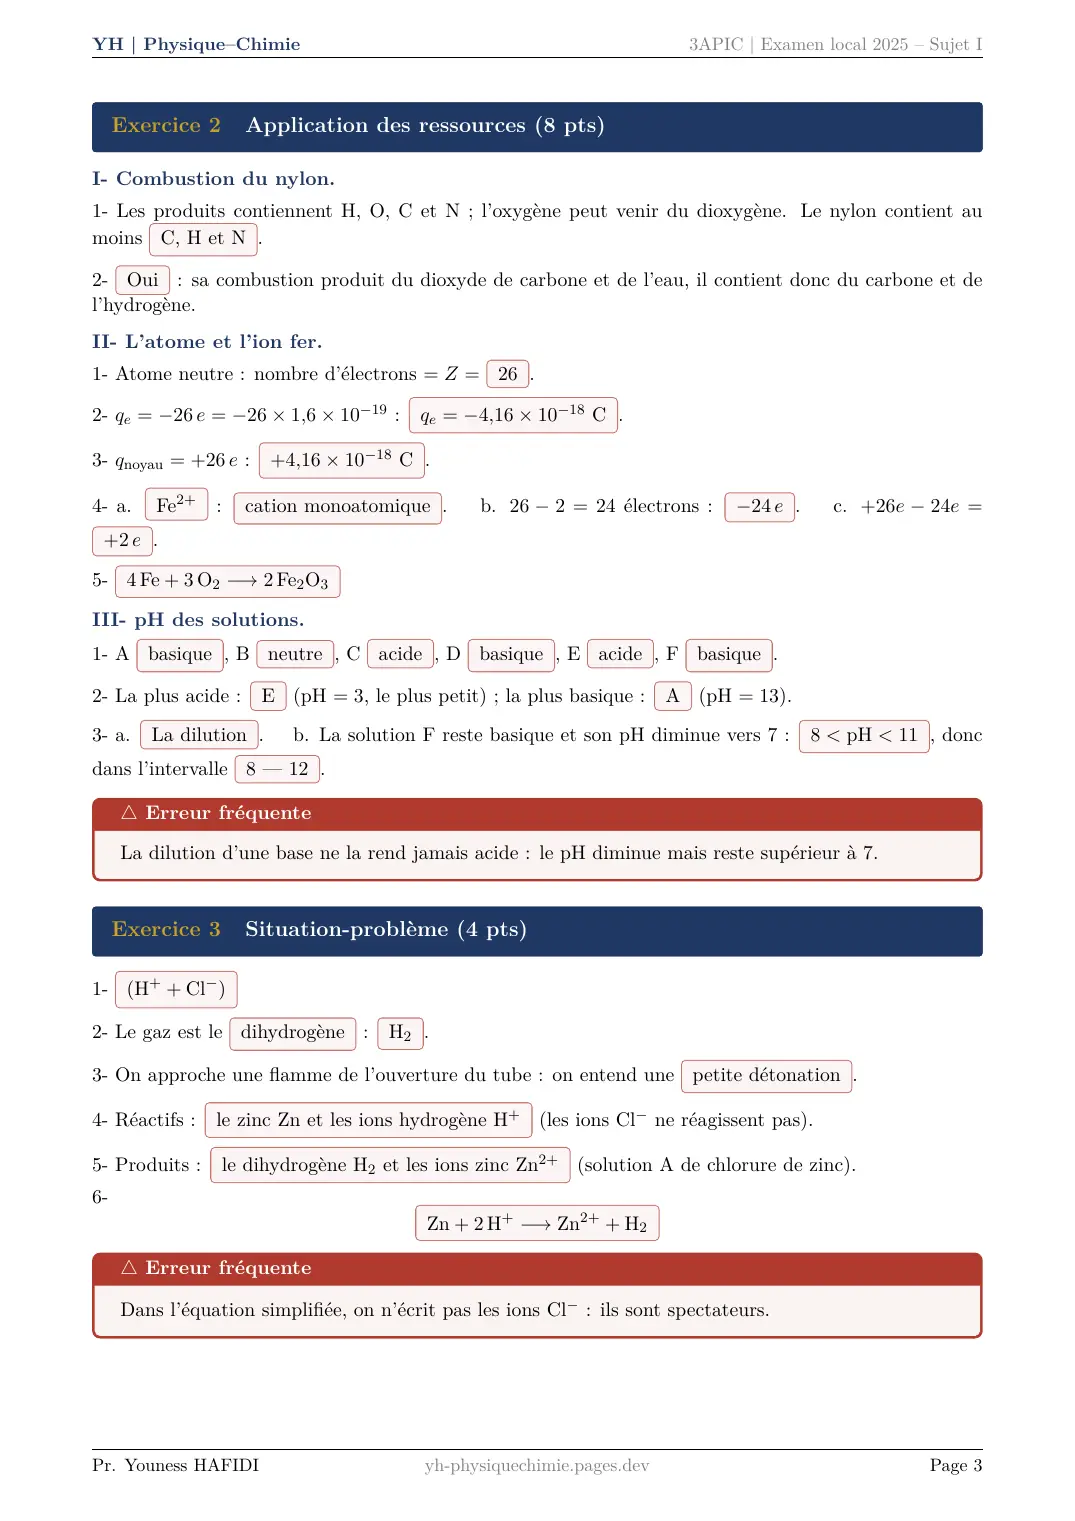 YH | Physique–Chimie 3APIC | Examen local 2025 – Sujet I
Exercice 2 Application des ressources (8 pts)
I- Combustion du nylon.
1- Les produits contiennent H, O, C et N ; l'oxygène peut venir du dioxygène. Le nylon contient au
moins C, H et N.
2- Oui : sa combustion produit du dioxyde de carbone et de l'eau, il contient donc du carbone et de
l'hydrogène.
II- L'atome et l'ion fer.
1- Atome neutre : nombre d'électrons = Z = 26.
2- qₑ = −26 e = −26 × 1,6 × 10⁻¹⁹ : qₑ = −4,16 × 10⁻¹⁸ C.
3- q_noyau = +26 e : +4,16 × 10⁻¹⁸ C.
4- a. Fe²⁺ : cation monoatomique. b. 26 − 2 = 24 électrons : −24 e. c. +26e − 24e =
+2 e.
5- 4 Fe + 3 O₂ ⟶ 2 Fe₂O₃
III- pH des solutions.
1- A basique, B neutre, C acide, D basique, E acide, F basique.
2- La plus acide : E (pH = 3, le plus petit) ; la plus basique : A (pH = 13).
3- a. La dilution. b. La solution F reste basique et son pH diminue vers 7 : 8 < pH < 11, donc
dans l'intervalle 8 — 12.
△ Erreur fréquente
La dilution d'une base ne la rend jamais acide : le pH diminue mais reste supérieur à 7.
Exercice 3 Situation-problème (4 pts)
1- (H⁺ + Cl⁻)
2- Le gaz est le dihydrogène : H₂.
3- On approche une flamme de l'ouverture du tube : on entend une petite détonation.
4- Réactifs : le zinc Zn et les ions hydrogène H⁺ (les ions Cl⁻ ne réagissent pas).
5- Produits : le dihydrogène H₂ et les ions zinc Zn²⁺ (solution A de chlorure de zinc).
6-
Zn + 2 H⁺ ⟶ Zn²⁺ + H₂
△ Erreur fréquente
Dans l'équation simplifiée, on n'écrit pas les ions Cl⁻ : ils sont spectateurs.
Pr. Youness HAFIDI yh-physiquechimie.pages.dev Page 3